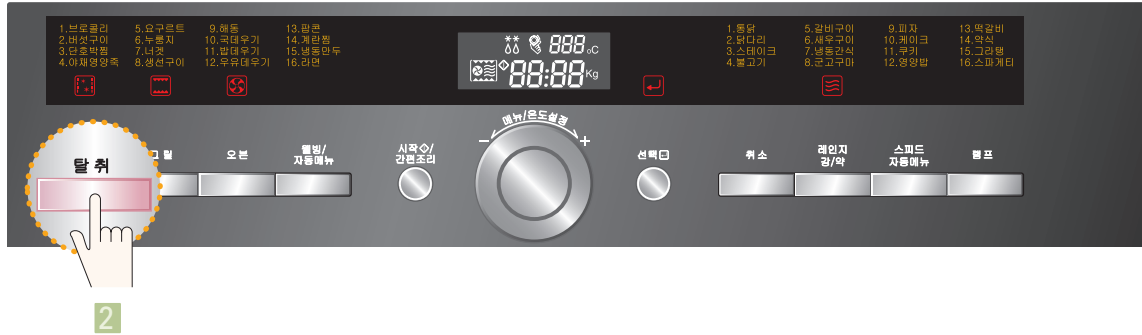 1.브로콜리 5.요구르트 9.해동 13.팝콘
2.버섯구이 6.누룽지 10.국데우기 14.계란찜
3.단호박찜 7.너겟 11.밥데우기 15.냉동만두
4.야채영양죽 8.생선구이 12.우유데우기 16.라면
888 °C
88:88 Kg
1.통닭 5.갈비구이 9.피자 13.떡갈비
2.닭다리 6.새우구이 10.케이크 14.약식
3.스테이크 7.냉동간식 11.쿠키 15.그라탱
4.불고기 8.군고구마 12.영양밥 16.스파게티
메뉴/온도설정
- +
탈취
그릴
오븐
웰빙/
자동메뉴
시작◇/
간편조리
선택
취소
레인지
강/약
스피드
자동메뉴
램프
2